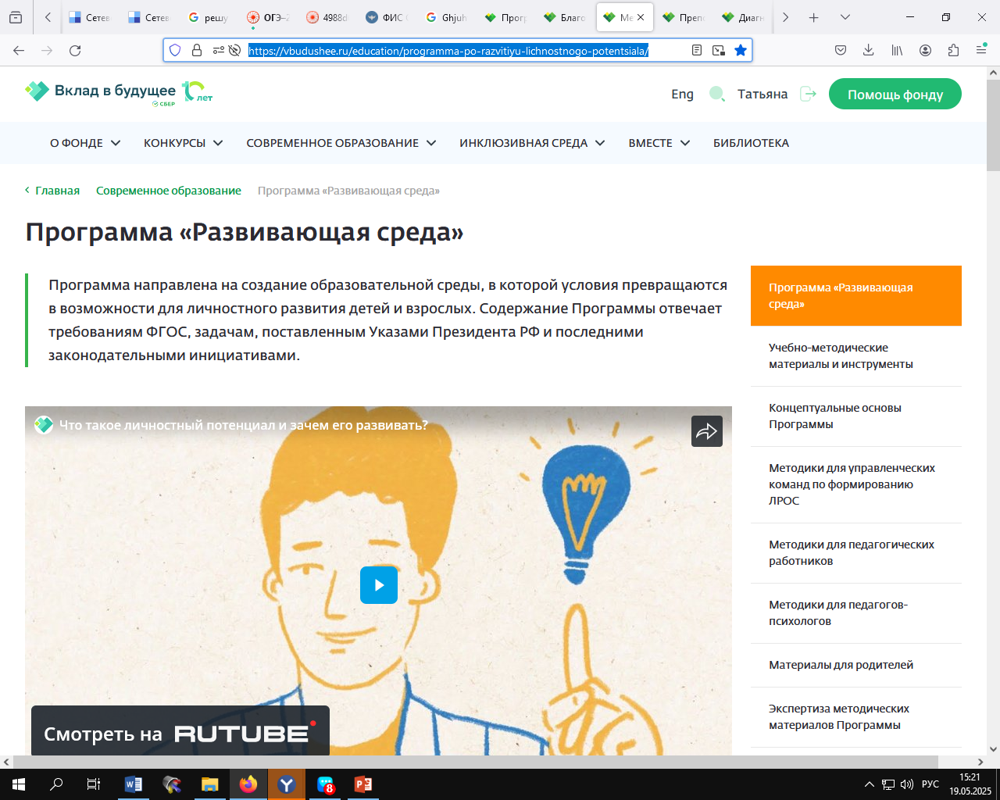 Сетев
Сетев
решу
ОГЭ–2
4988d
ФИС
Ghjuh
Прогр
Благо
Ме
Преп
Диагн
https://vbudushee.ru/education/programma-po-razvitiyu-lichnostnogo-potentsiala/
Вклад в будущее 10 лет
СБЕР
Eng
Татьяна
Помощь фонду
О ФОНДЕ
КОНКУРСЫ
СОВРЕМЕННОЕ ОБРАЗОВАНИЕ
ИНКЛЮЗИВНАЯ СРЕДА
ВМЕСТЕ
БИБЛИОТЕКА
Главная
Современное образование
Программа «Развивающая среда»
Программа «Развивающая среда»
Программа направлена на создание образовательной среды, в которой условия превращаются
в возможности для личностного развития детей и взрослых. Содержание Программы отвечает
требованиям ФГОС, задачам, поставленным Указами Президента РФ и последними
законодательными инициативами.
Что такое личностный потенциал и зачем его развивать?
Смотреть на RUTUBE
Программа «Развивающая
среда»
Учебно-методические
материалы и инструменты
Концептуальные основы
Программы
Методики для управленческих
команд по формированию
ЛРОС
Методики для педагогических
работников
Методики для педагогов-
психологов
Материалы для родителей
Экспертиза методических
материалов Программы
8
РУС
15:21
19.05.2025